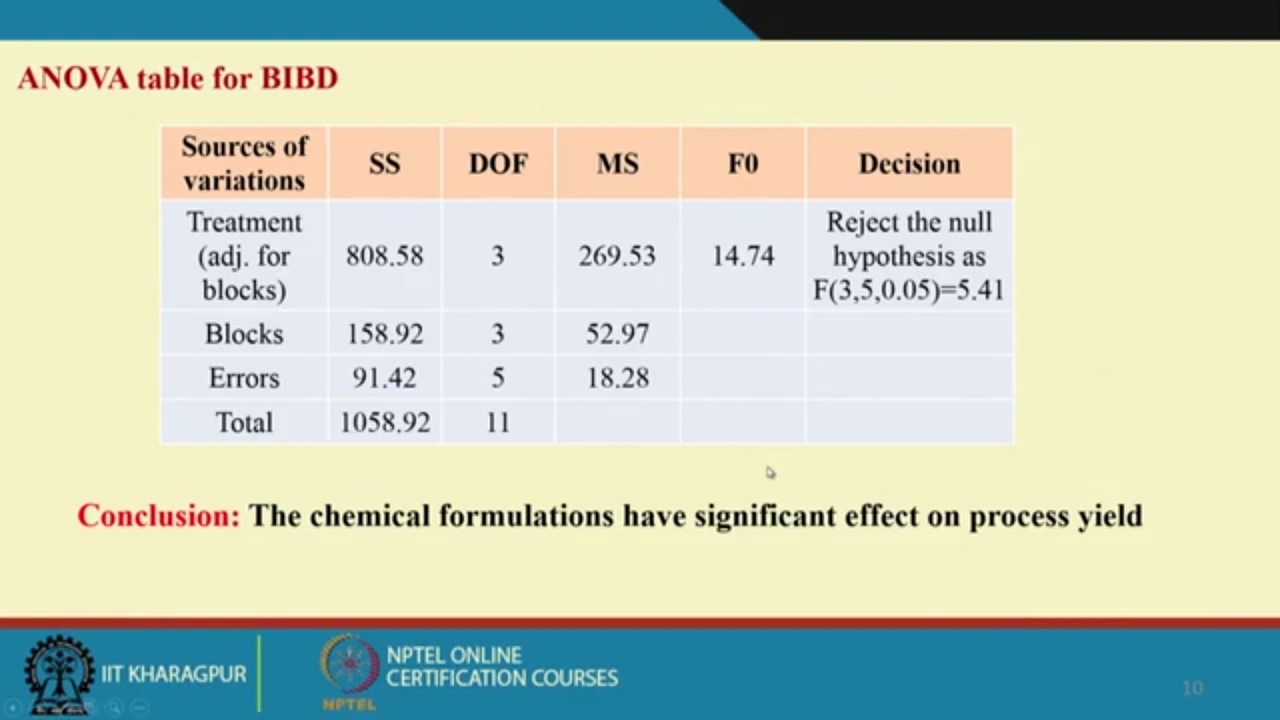 ANOVA table for BIBD
Sources of variations SS DOF MS F0 Decision
Treatment (adj. for blocks) 808.58 3 269.53 14.74 Reject the null hypothesis as F(3,5,0.05)=5.41
Blocks 158.92 3 52.97
Errors 91.42 5 18.28
Total 1058.92 11
Conclusion: The chemical formulations have significant effect on process yield
IIT KHARAGPUR
NPTEL ONLINE
CERTIFICATION COURSES
NPTEL
10